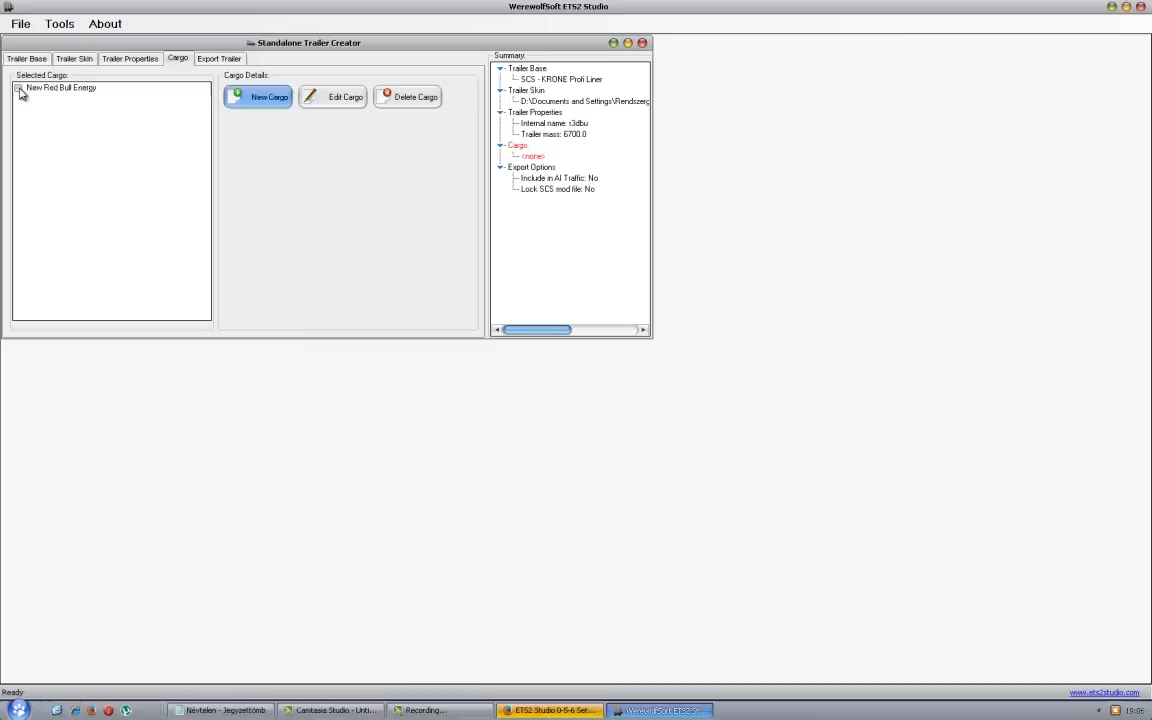 WerewolfSoft ETS2 Studio
File Tools About
Standalone Trailer Creator
Trailer Base Trailer Skin Trailer Properties Cargo Export Trailer
Selected Cargo:
New Red Bull Energy
Cargo Details:
New Cargo Edit Cargo Delete Cargo
Summary:
Trailer Base
SCS - KRONE Profi Liner
Trailer Skin
D:\Documents and Settings\Rendszerg
Trailer Properties
Internal name: r3dbu
Trailer mass: 6700.0
Cargo
<none>
Export Options
Include in AI Traffic: No
Lock SCS mod file: No
Ready
www.ets2studio.com
Névtelen - Jegyzettömb
Camtasia Studio - Unti...
Recording...
ETS2 Studio 0-5-6 Set...
WerewolfSoft ETS2 St...
19:06